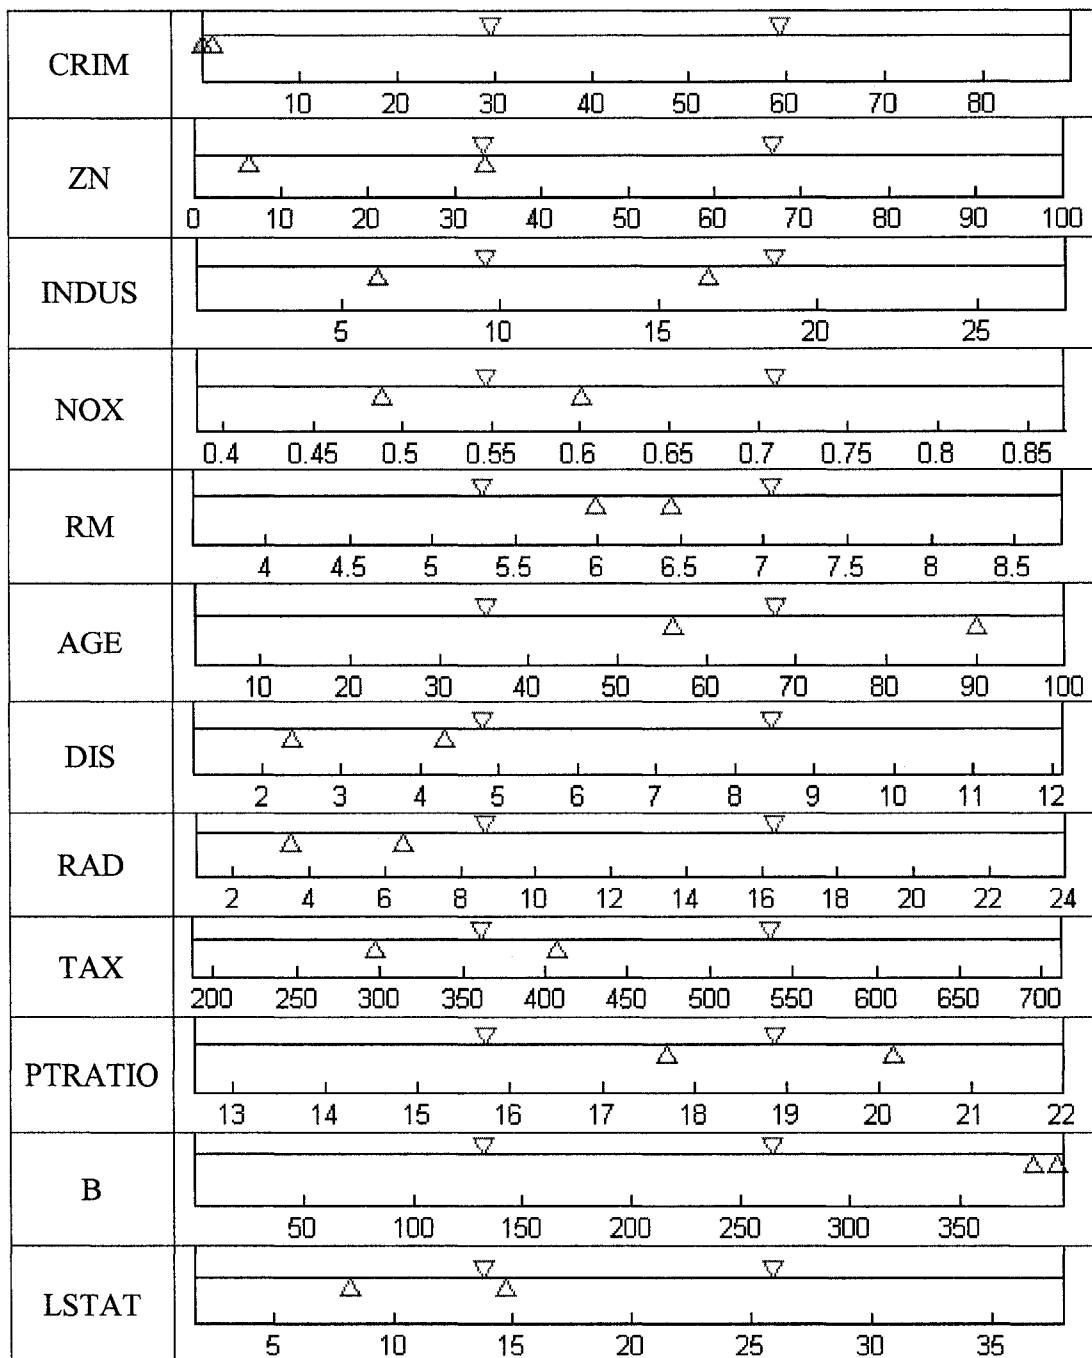 CRIM
10 20 30 40 50 60 70 80
ZN
0 10 20 30 40 50 60 70 80 90 100
INDUS
5 10 15 20 25
NOX
0.4 0.45 0.5 0.55 0.6 0.65 0.7 0.75 0.8 0.85
RM
4 4.5 5 5.5 6 6.5 7 7.5 8 8.5
AGE
10 20 30 40 50 60 70 80 90 100
DIS
2 3 4 5 6 7 8 9 10 11 12
RAD
2 4 6 8 10 12 14 16 18 20 22 24
TAX
200 250 300 350 400 450 500 550 600 650 700
PTRATIO
13 14 15 16 17 18 19 20 21 22
B
50 100 150 200 250 300 350
LSTAT
5 10 15 20 25 30 35